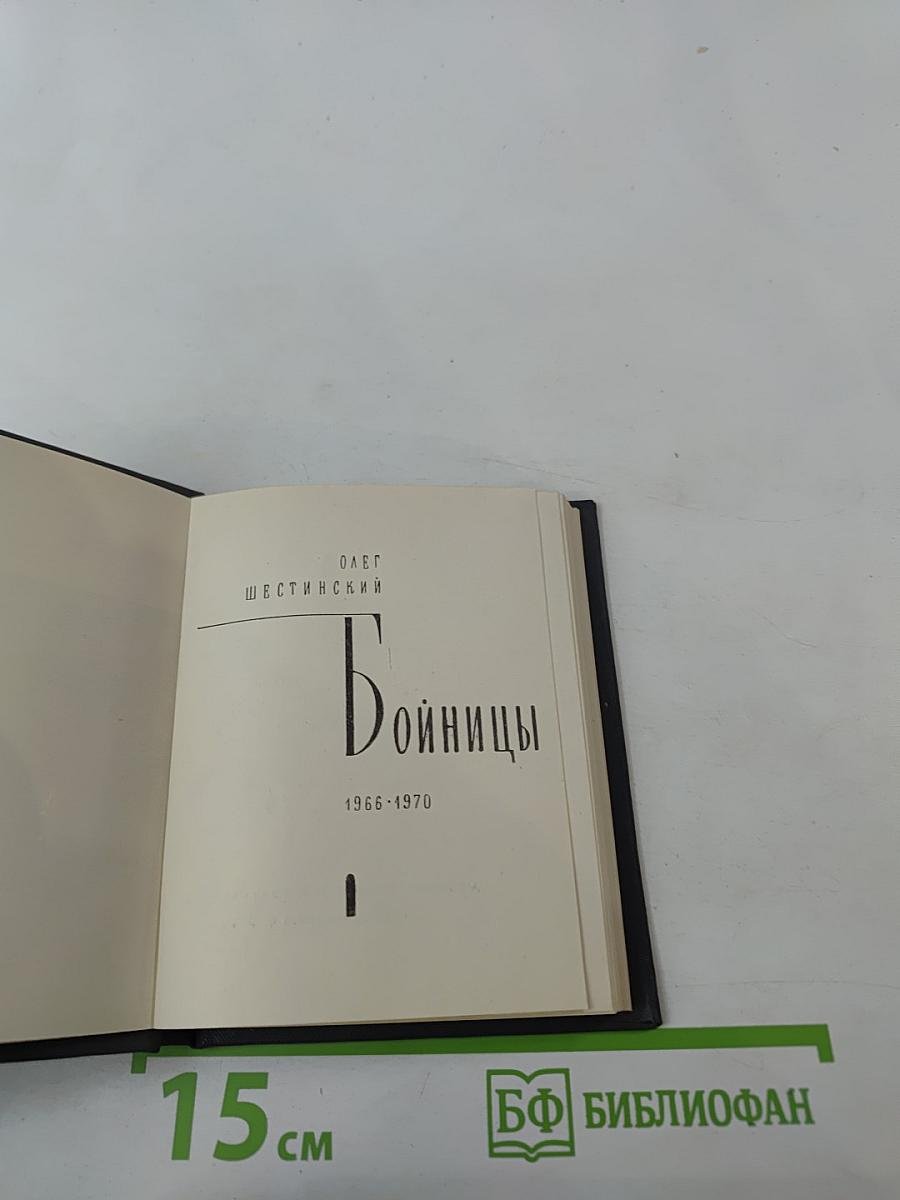 ОЛЕГ
ШЕСТИНСКИЙ
Бойницы
1966·1970
15 см
БФ БИБЛИОФАН